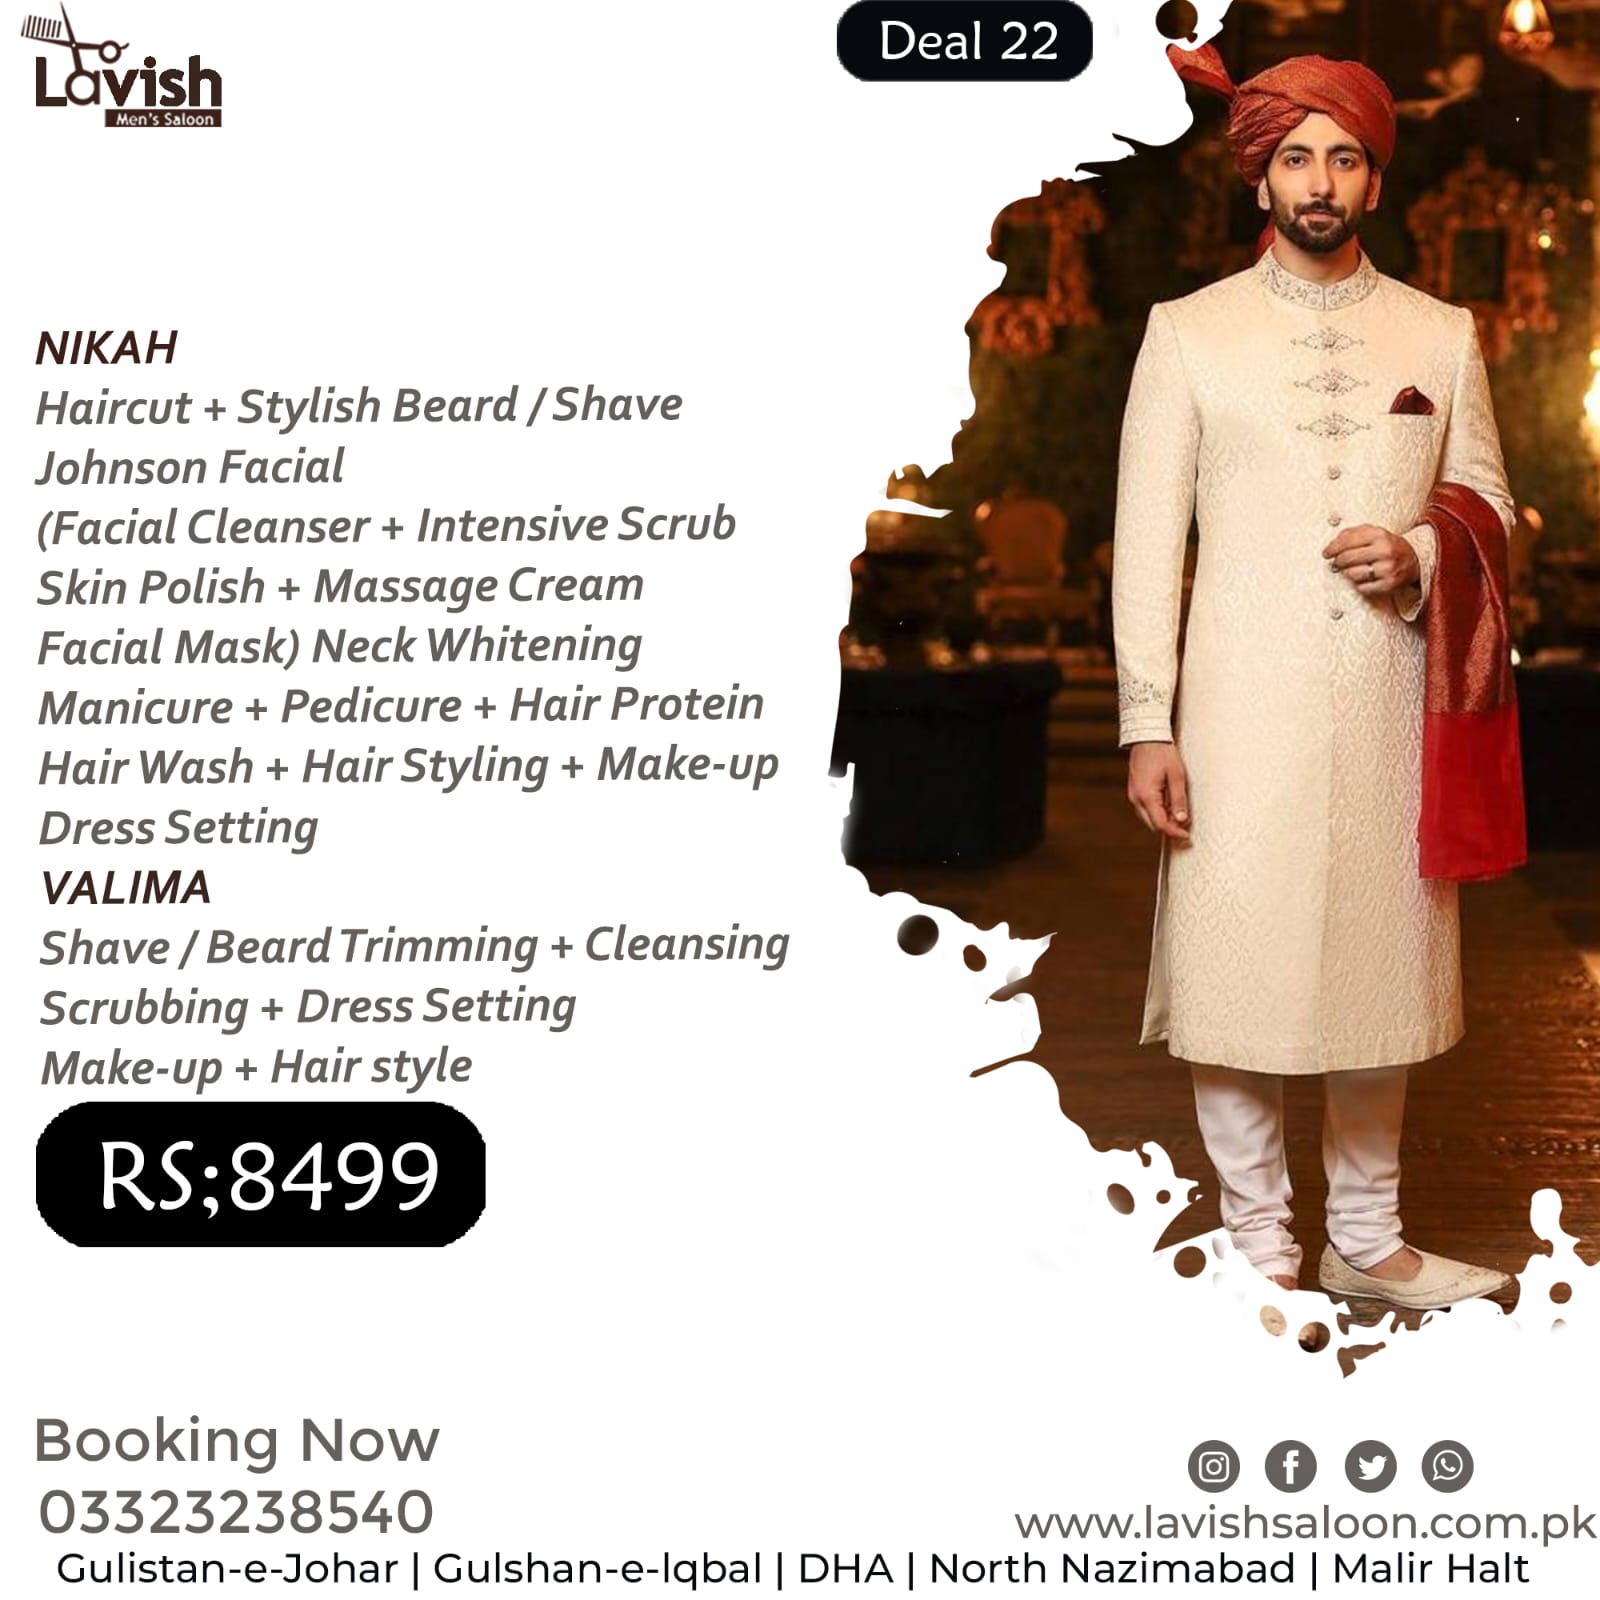 Lavish
Men's Saloon
Deal 22
NIKAH
Haircut + Stylish Beard / Shave
Johnson Facial
(Facial Cleanser + Intensive Scrub
Skin Polish + Massage Cream
Facial Mask) Neck Whitening
Manicure + Pedicure + Hair Protein
Hair Wash + Hair Styling + Make-up
Dress Setting
VALIMA
Shave / Beard Trimming + Cleansing
Scrubbing + Dress Setting
Make-up + Hair style
RS;8499
Booking Now
03323238540
www.lavishsaloon.com.pk
Gulistan-e-Johar | Gulshan-e-Iqbal | DHA | North Nazimabad | Malir Halt